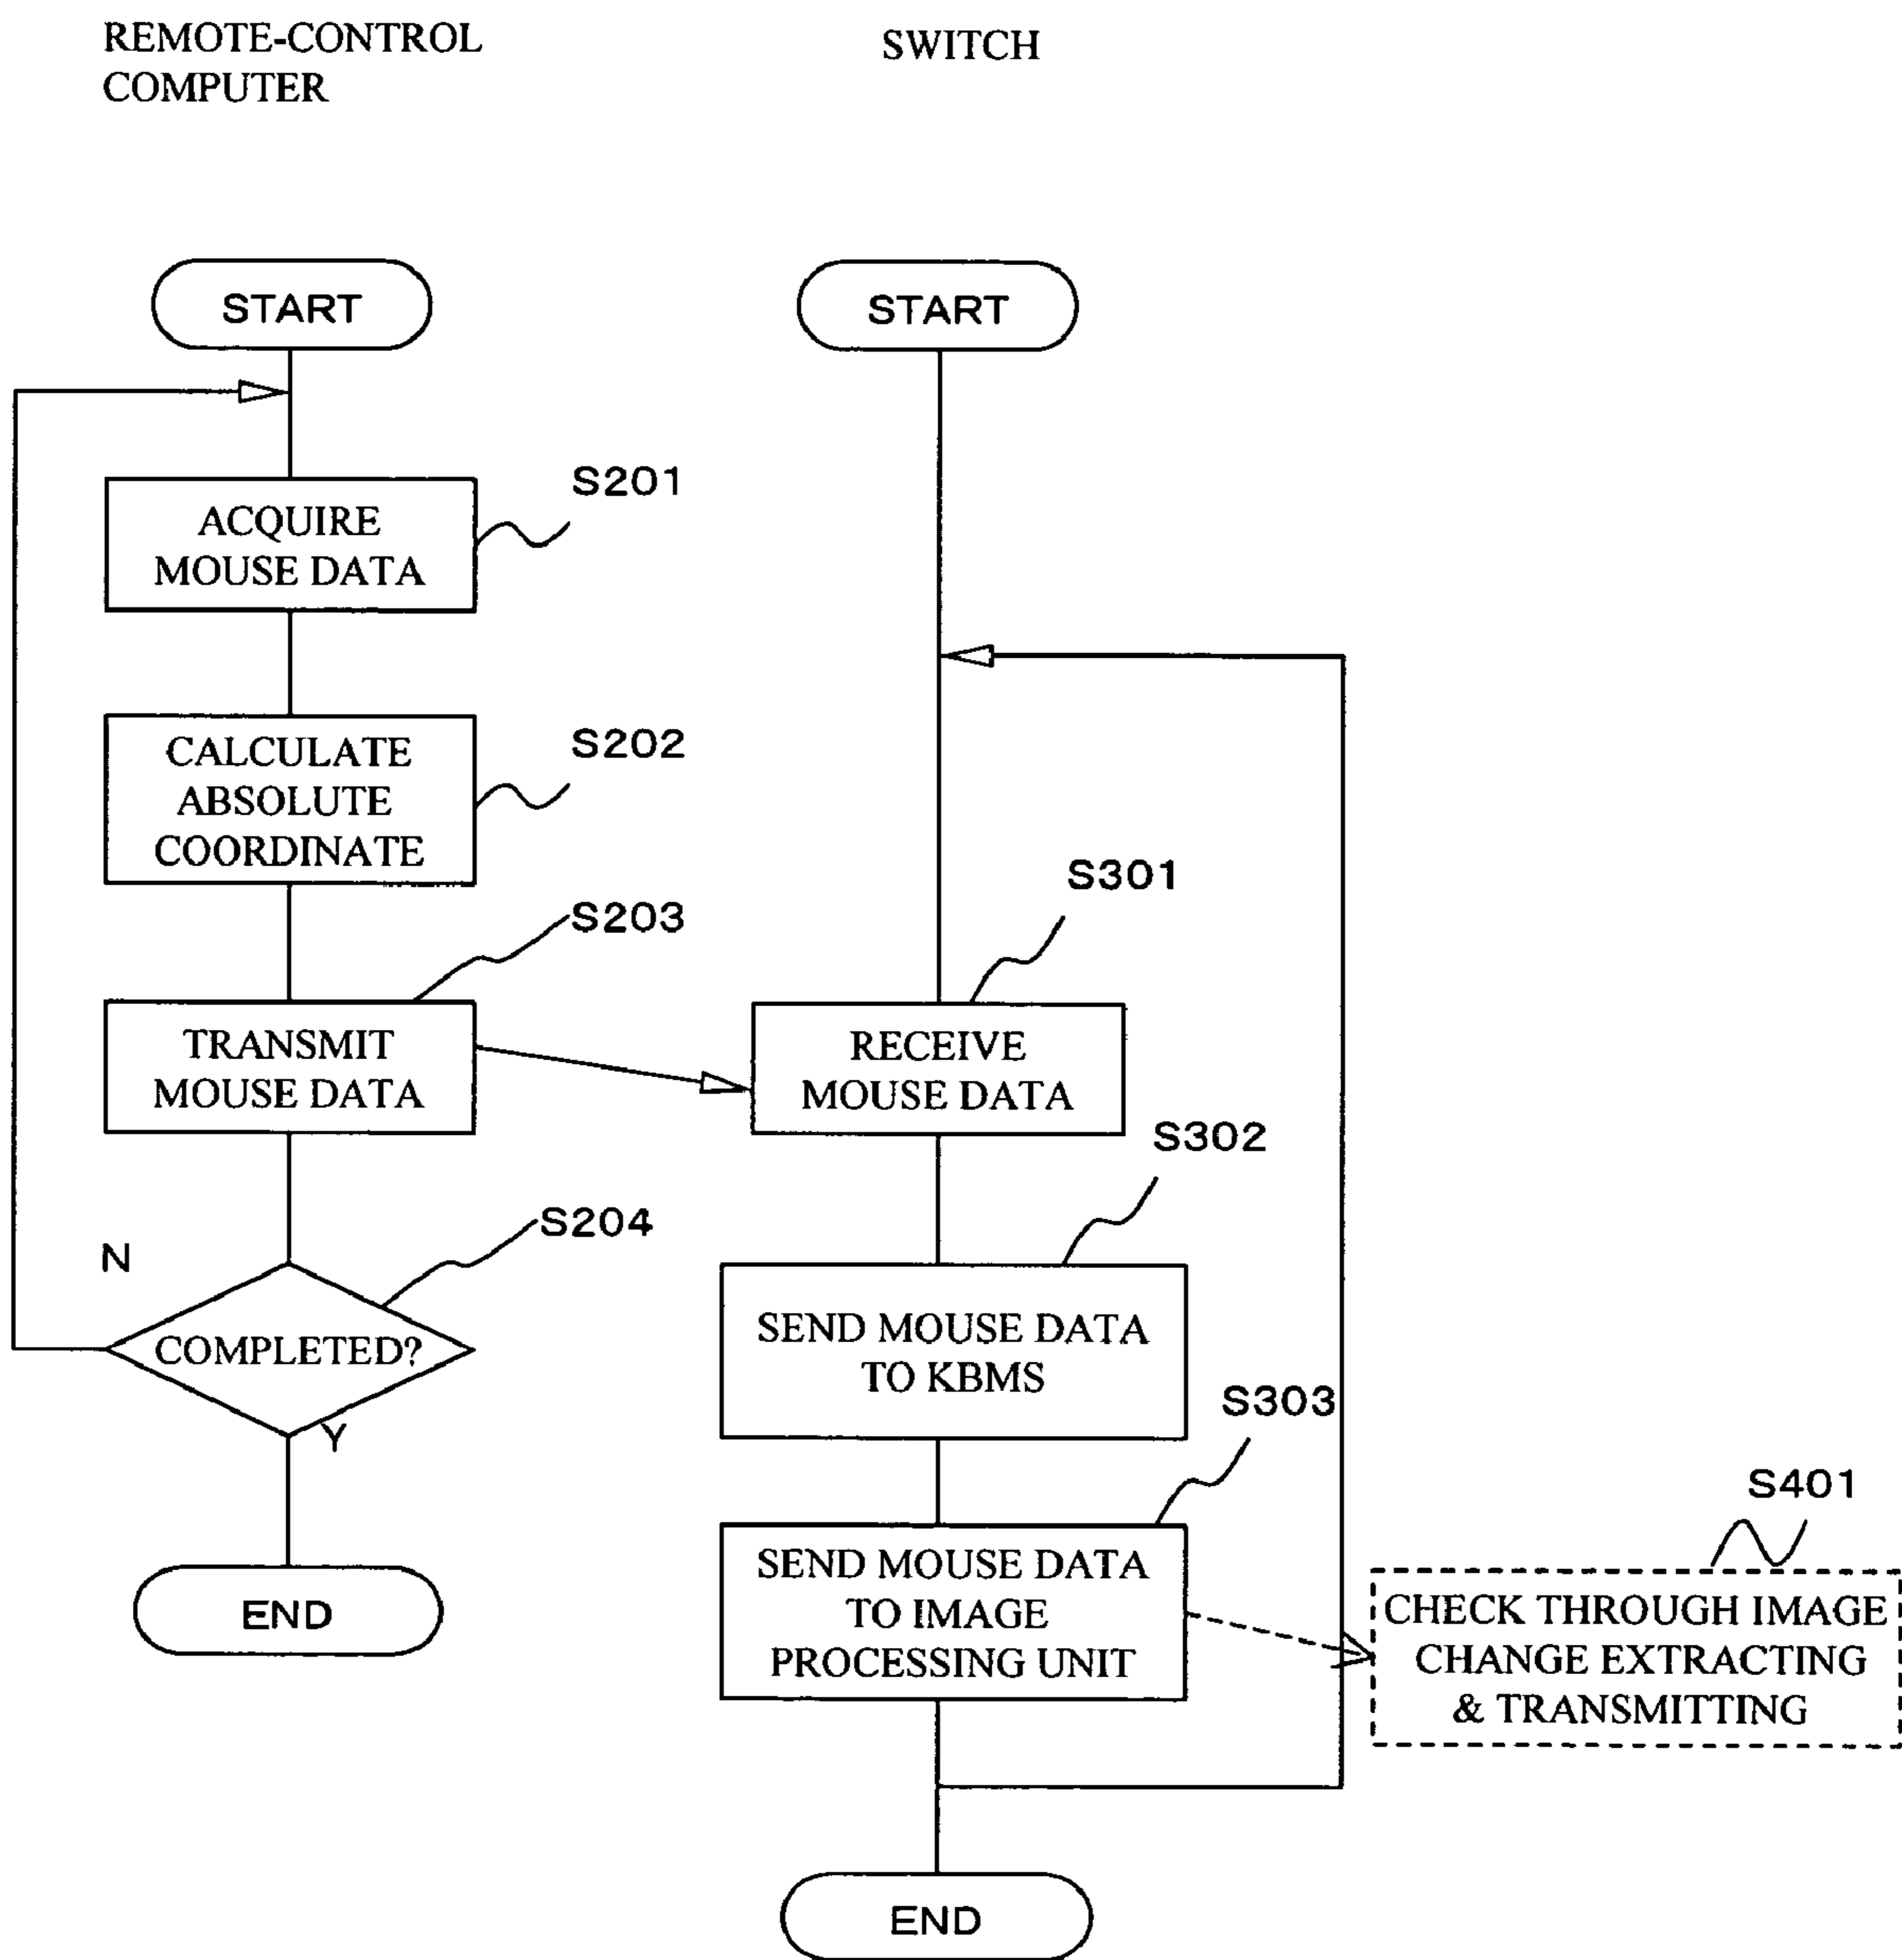 REMOTE-CONTROL
COMPUTER
SWITCH
START
START
S201
ACQUIRE
MOUSE DATA
S202
CALCULATE
ABSOLUTE
COORDINATE
S203
TRANSMIT
MOUSE DATA
S301
RECEIVE
MOUSE DATA
S204
N
COMPLETED?
Y
END
S302
SEND MOUSE DATA
TO KBMS
S303
SEND MOUSE DATA
TO IMAGE
PROCESSING UNIT
S401
CHECK THROUGH IMAGE
CHANGE EXTRACTING
& TRANSMITTING
END